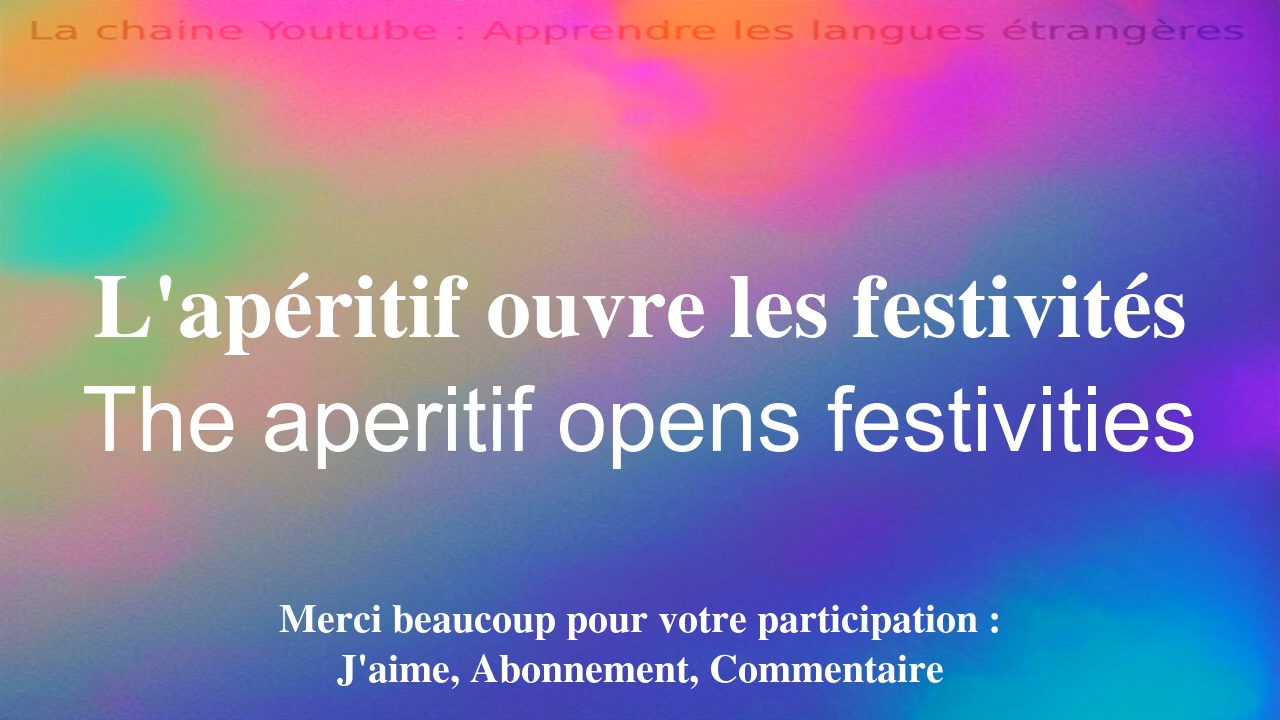 La chaine Youtube : Apprendre les langues étrangères
L'apéritif ouvre les festivités
The aperitif opens festivities
Merci beaucoup pour votre participation :
J'aime, Abonnement, Commentaire